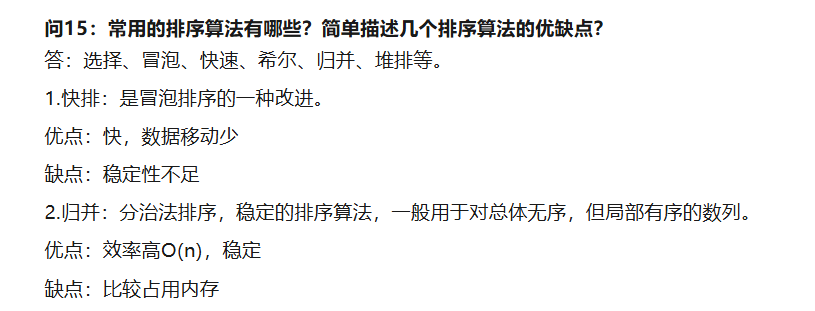 问15：常用的排序算法有哪些？简单描述几个排序算法的优缺点？
答：选择、冒泡、快速、希尔、归并、堆排等。
1.快排：是冒泡排序的一种改进。
优点：快，数据移动少
缺点：稳定性不足
2.归并：分治法排序，稳定的排序算法，一般用于对总体无序，但局部有序的数列。
优点：效率高O(n)，稳定
缺点：比较占用内存